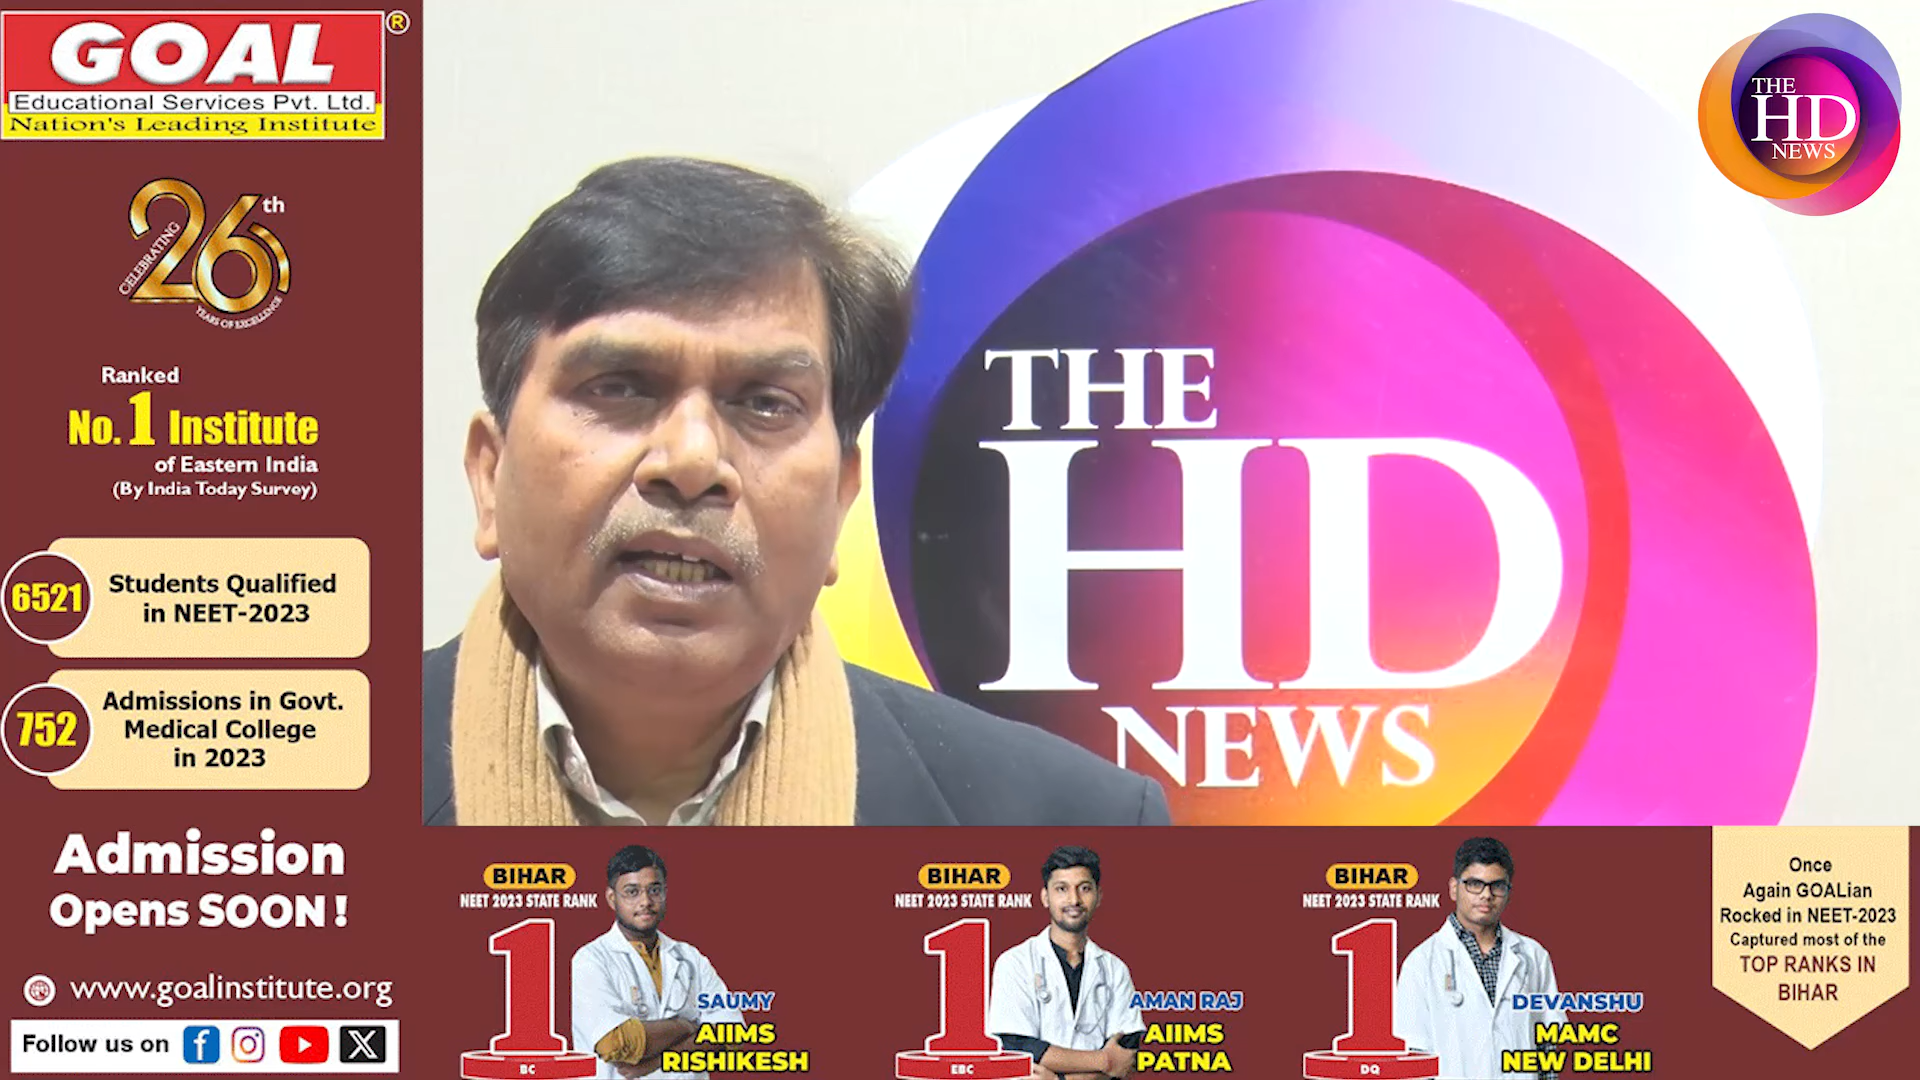 GOAL
®
Educational Services Pvt. Ltd.
Nation's Leading Institute
26th
CELEBRATING
YEARS OF EXCELLENCE
Ranked
No. 1 Institute
of Eastern India
(By India Today Survey)
6521
Students Qualified
in NEET-2023
752
Admissions in Govt.
Medical College
in 2023
Admission
Opens SOON !
www.goalinstitute.org
Follow us on
THE
HD
NEWS
THE
HD
NEWS
BIHAR
NEET 2023 STATE RANK
1
BC
SAUMY
AIIMS
RISHIKESH
BIHAR
NEET 2023 STATE RANK
1
EBC
AMAN RAJ
AIIMS
PATNA
BIHAR
NEET 2023 STATE RANK
1
DQ
DEVANSHU
MAMC
NEW DELHI
Once
Again GOALian
Rocked in NEET-2023
Captured most of the
TOP RANKS IN
BIHAR